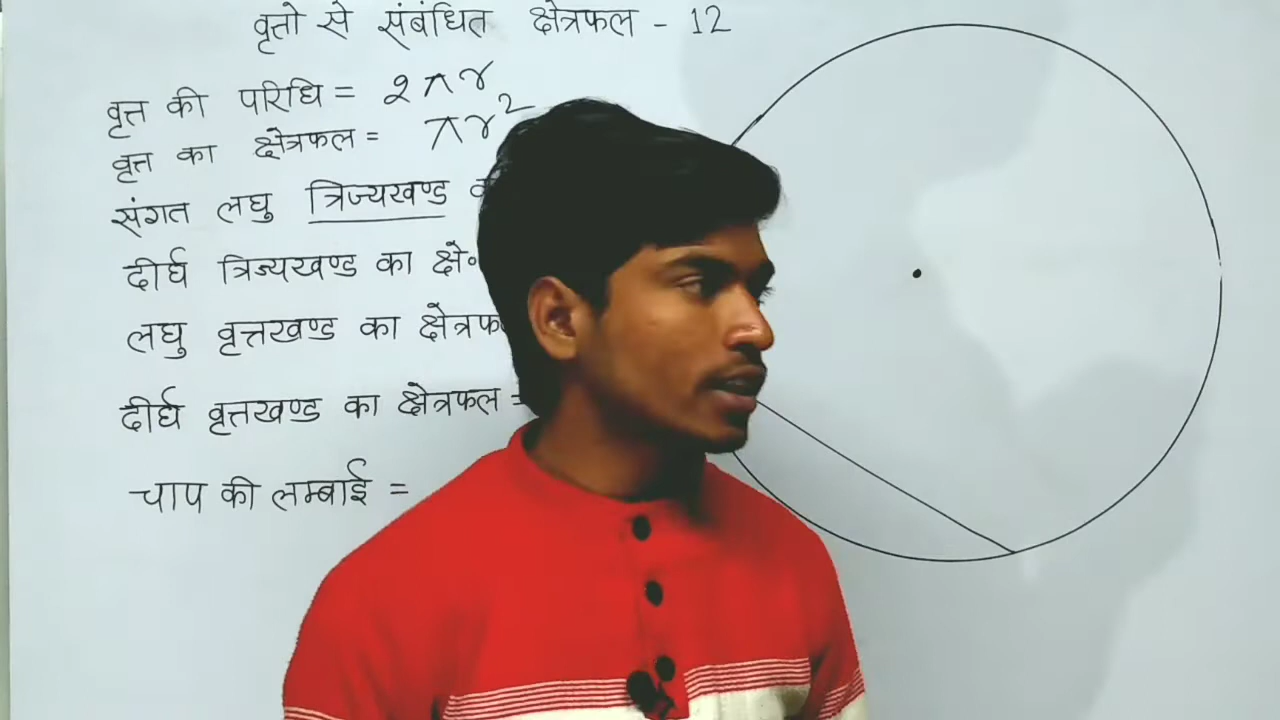 वृत्तो से संबंधित क्षेत्रफल - 12
वृत्त की परिधि = 2πr
वृत्त का क्षेत्रफल = πr²
संगत लघु त्रिज्यखण्ड
दीर्घ त्रिज्यखण्ड का क्षे॰
लघु वृत्तखण्ड का
दीर्घ वृत्तखण्ड का क्षेत्रफल =
चाप की लम्बाई =